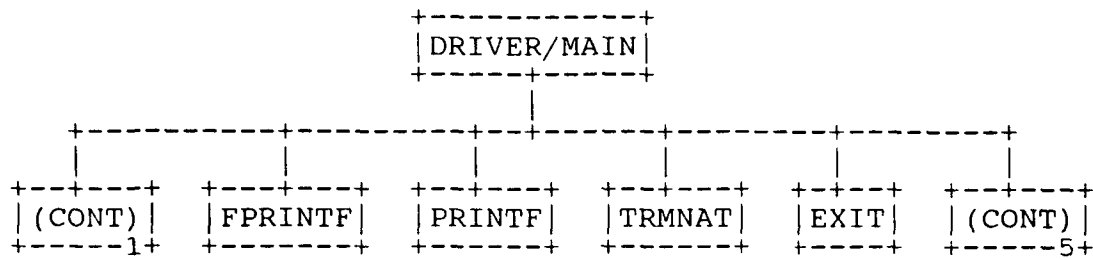 DRIVER/MAIN
(CONT) FPRINTF PRINTF TRMNAT EXIT (CONT)
1 5